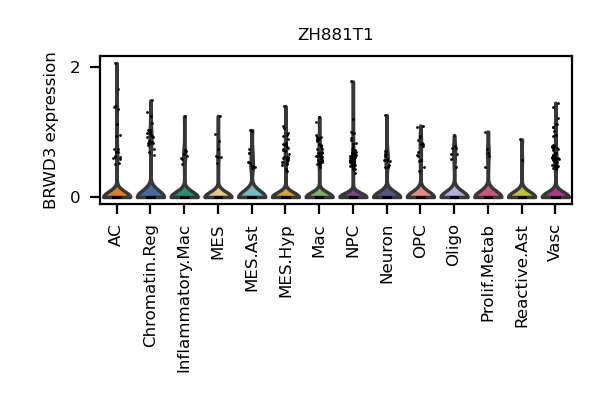 ZH881T1
BRWD3 expression
2
0
AC
Chromatin.Reg
Inflammatory.Mac
MES
MES.Ast
MES.Hyp
Mac
NPC
Neuron
OPC
Oligo
Prolif.Metab
Reactive.Ast
Vasc